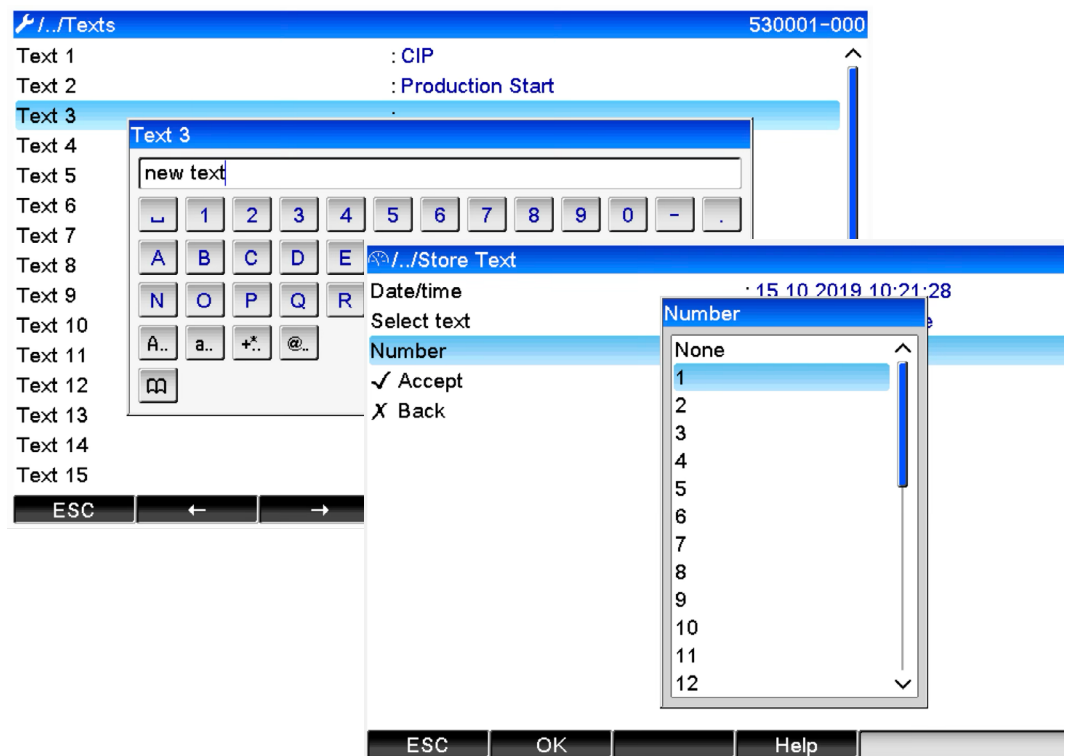 /../Texts 530001-000
Text 1 : CIP
Text 2 : Production Start
Text 3 :
Text 4
Text 5
Text 6
Text 7
Text 8
Text 9
Text 10
Text 11
Text 12
Text 13
Text 14
Text 15
ESC ← →
Text 3
new text
1 2 3 4 5 6 7 8 9 0 - .
A B C D E
N O P Q R
A.. a.. +*.. @..
/../Store Text
Date/time : 15.10.2019 10:21:28
Select text
Number
✓ Accept
X Back
Number
None
1
2
3
4
5
6
7
8
9
10
11
12
ESC OK Help